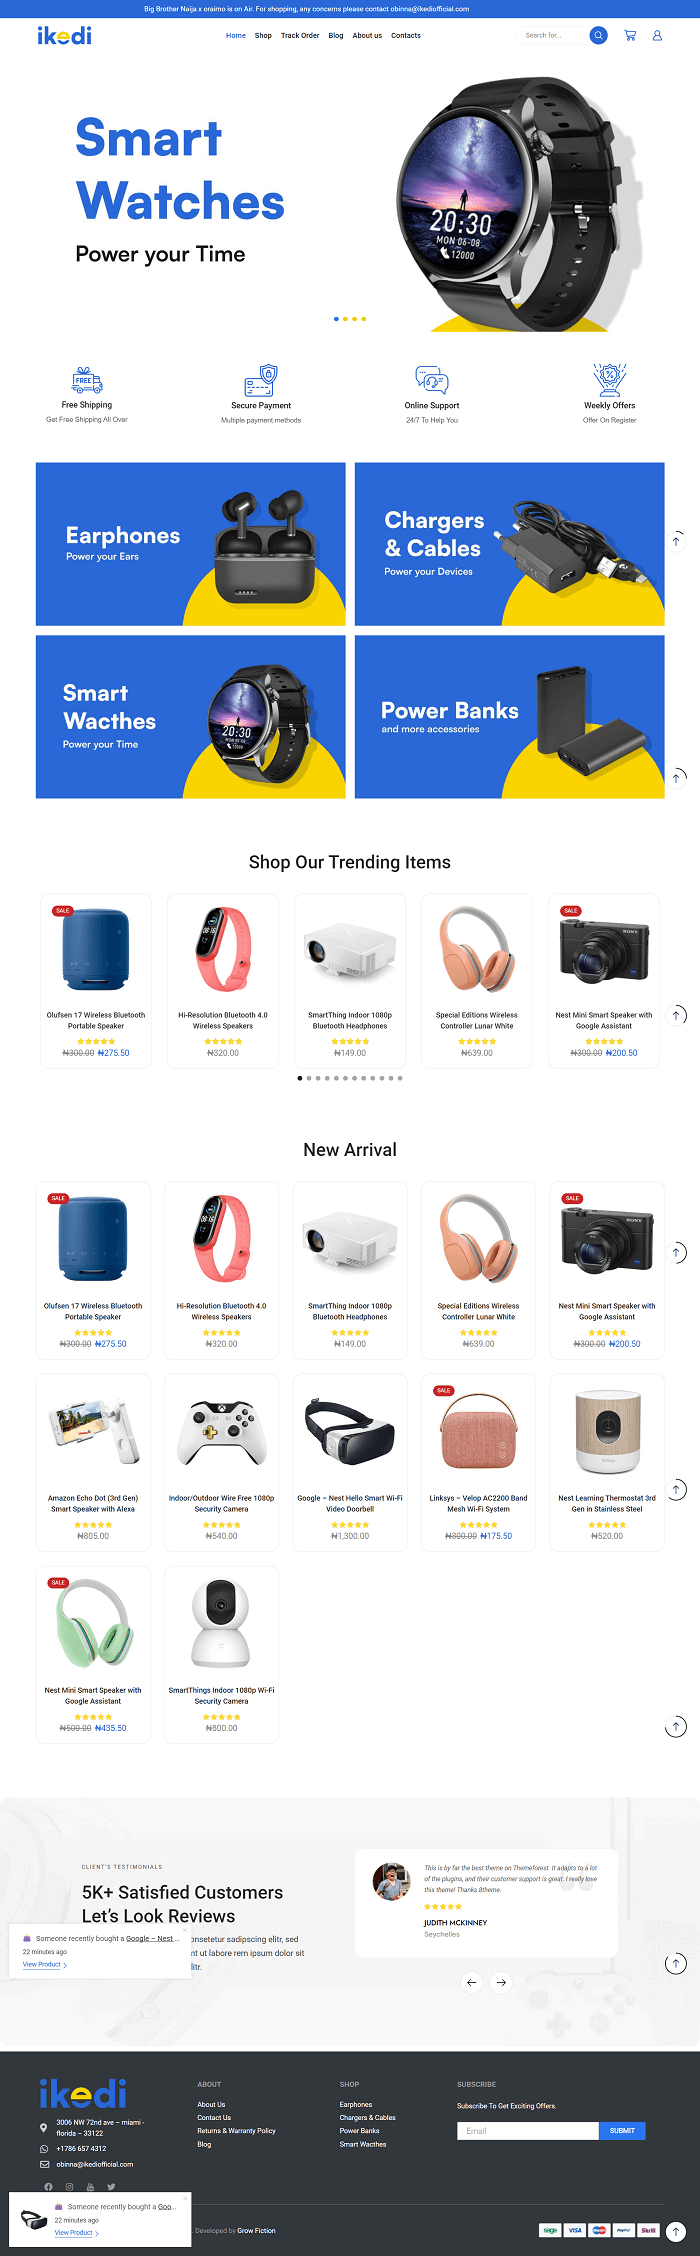 Big Brother Naija x oraimo is on Air. For shopping, any concerns please contact obinna@ikediofficial.com
ikedi
Home Shop Track Order Blog About us Contacts
Search for...
Smart
Watches
Power your Time
20:30
MON 06-08
12000
Free Shipping
Get Free Shipping All Over
Secure Payment
Multiple payment methods
Online Support
24/7 To Help You
Weekly Offers
Offer On Register
Earphones
Power your Ears
Chargers
& Cables
Power your Devices
Smart
Wacthes
Power your Time
20:30
MON 06-08
12000
Power Banks
and more accessories
Shop Our Trending Items
SALE
Olufsen 17 Wireless Bluetooth
Portable Speaker
₦300.00 ₦275.50
Hi-Resolution Bluetooth 4.0
Wireless Speakers
₦320.00
SmartThing Indoor 1080p
Bluetooth Headphones
₦149.00
Special Editions Wireless
Controller Lunar White
₦639.00
SALE
SONY
Nest Mini Smart Speaker with
Google Assistant
₦300.00 ₦200.50
New Arrival
SALE
Olufsen 17 Wireless Bluetooth
Portable Speaker
₦300.00 ₦275.50
Hi-Resolution Bluetooth 4.0
Wireless Speakers
₦320.00
SmartThing Indoor 1080p
Bluetooth Headphones
₦149.00
Special Editions Wireless
Controller Lunar White
₦639.00
SALE
SONY
Nest Mini Smart Speaker with
Google Assistant
₦300.00 ₦200.50
Amazon Echo Dot (3rd Gen)
Smart Speaker with Alexa
₦805.00
Indoor/Outdoor Wire Free 1080p
Security Camera
₦540.00
Google – Nest Hello Smart Wi-Fi
Video Doorbell
₦1,300.00
SALE
Linksys – Velop AC2200 Band
Mesh Wi-Fi System
₦300.00 ₦175.50
Nest Learning Thermostat 3rd
Gen in Stainless Steel
₦520.00
SALE
Nest Mini Smart Speaker with
Google Assistant
₦500.00 ₦435.50
SmartThings Indoor 1080p Wi-Fi
Security Camera
₦800.00
CLIENT'S TESTIMONIALS
5K+ Satisfied Customers
Let's Look Reviews
onsetetur sadipscing elitr, sed
nt ut labore rem ipsum dolor sit
litr.
Someone recently bought a Google – Nest ...
22 minutes ago
View Product
This is by far the best theme on Themeforest. It adapts to a lot
of the plugins, and their customer support is great. I really love
this theme! Thanks 8theme.
JUDITH MCKINNEY
Seychelles
ikedi
3006 NW 72nd ave – miami -
florida – 33122
+1786 657 4312
obinna@ikediofficial.com
ABOUT
About Us
Contact Us
Returns & Warranty Policy
Blog
SHOP
Earphones
Chargers & Cables
Power Banks
Smart Wacthes
SUBSCRIBE
Subscribe To Get Exciting Offers.
Email
SUBMIT
Someone recently bought a Goo...
22 minutes ago
View Product
. Developed by Grow Fiction
sage VISA PayPal Skrill